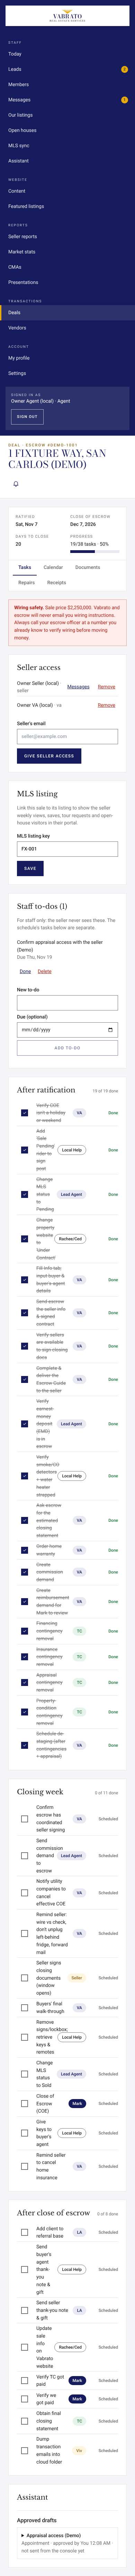 VABRATO
REAL ESTATE SERVICES
STAFF
Today
Leads
Members
Messages
1
Our listings
Open houses
MLS sync
Assistant
WEBSITE
Content
Featured listings
REPORTS
Seller reports
Market stats
CMAs
Presentations
TRANSACTIONS
Deals
Vendors
ACCOUNT
My profile
Settings
SIGNED IN AS
Owner Agent (local) · Agent
SIGN OUT
DEAL · ESCROW #DEMO-1001
1 FIXTURE WAY, SAN
CARLOS (DEMO)
RATIFIED
Sat, Nov 7
CLOSE OF ESCROW
Dec 7, 2026
DAYS TO CLOSE
20
PROGRESS
19/38 tasks · 50%
Tasks
Calendar
Documents
Repairs
Receipts
Wiring safety. Sale price $2,250,000. Vabrato and
escrow will never email you wiring instructions.
Always call your escrow officer at a number you
already know to verify wiring before moving
money.
Seller access
Owner Seller (local)
seller
Messages
Remove
Owner VA (local) va
Remove
Seller's email
seller@example.com
GIVE SELLER ACCESS
MLS listing
Link this sale to its listing to show the seller
weekly views, saves, tour requests and open-
house interest in their portal.
MLS listing key
FX-001
SAVE
Staff to-dos (1)
For staff only: the seller never sees these. The
schedule's tasks below are separate.
Confirm appraisal access with the seller
(Demo)
Due Thu, Nov 19
Done
Delete
New to-do
Due (optional)
mm/dd/yyyy
ADD TO-DO
After ratification
19 of 19 done
Verify COE
isn't a holiday
or weekend
VA
Done
Add
'Sale
Pending'
rider to
sign
post
Local Help
Done
Change
MLS
status
to
Pending
Lead Agent
Done
Change
property
website
to
'Under
Contract'
Rachee/Ced
Done
Fill info tab;
input buyer &
buyer's agent
details
VA
Done
Send escrow
the seller info
& signed
contract
VA
Done
Verify sellers
are available
to sign closing
docs
VA
Done
Complete &
deliver the
Escrow Guide
to the seller
VA
Done
Verify
earnest
money
deposit
(EMD)
is in
escrow
Lead Agent
Done
Verify
smoke/CO
detectors
+ water
heater
strapped
Local Help
Done
Ask escrow
for the
estimated
closing
statement
VA
Done
Order home
warranty
VA
Done
Create
commission
demand
VA
Done
Create
reimbursement
demand for
Mark to review
VA
Done
Financing
contingency
removal
TC
Done
Insurance
contingency
removal
TC
Done
Appraisal
contingency
removal
TC
Done
Property-
condition
contingency
removal
TC
Done
Schedule de-
staging (after
contingencies
+ appraisal)
VA
Done
Closing week
0 of 11 done
Confirm
escrow has
coordinated
seller signing
VA
Scheduled
Send
commission
demand
to
escrow
Lead Agent
Scheduled
Notify utility
companies to
cancel
effective COE
VA
Scheduled
Remind seller:
wire vs check,
don't unplug
left-behind
fridge, forward
mail
VA
Scheduled
Seller signs
closing
documents
(window
opens)
Seller
Scheduled
Buyers' final
walk-through
VA
Scheduled
Remove
signs/lockbox;
retrieve
keys &
remotes
Local Help
Scheduled
Change
MLS
status
to Sold
Lead Agent
Scheduled
Close of
Escrow
(COE)
Mark
Scheduled
Give
keys to
buyer's
agent
Local Help
Scheduled
Remind seller
to cancel
home
insurance
VA
Scheduled
After close of escrow
0 of 8 done
Add client to
referral base
LA
Scheduled
Send
buyer's
agent
thank-
you
note &
gift
Local Help
Scheduled
Send seller
thank-you note
& gift
LA
Scheduled
Update
sale
info
on
Vabrato
website
Rachee/Ced
Scheduled
Verify TC got
paid
Mark
Scheduled
Verify we
got paid
Mark
Scheduled
Obtain final
closing
statement
TC
Scheduled
Dump
transaction
emails into
cloud folder
Viv
Scheduled
Assistant
Approved drafts
Appraisal access (Demo)
Appointment · approved by You 12:08 AM ·
not sent from the console yet